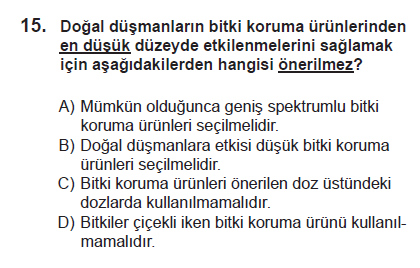 15. Doğal düşmanların bitki koruma ürünlerinden
en düşük düzeyde etkilenmelerini sağlamak
için aşağıdakilerden hangisi önerilmez?
A) Mümkün olduğunca geniş spektrumlu bitki
koruma ürünleri seçilmelidir.
B) Doğal düşmanlara etkisi düşük bitki koruma
ürünleri seçilmelidir.
C) Bitki koruma ürünleri önerilen doz üstündeki
dozlarda kullanılmamalıdır.
D) Bitkiler çiçekli iken bitki koruma ürünü kullanıl-
mamalıdır.